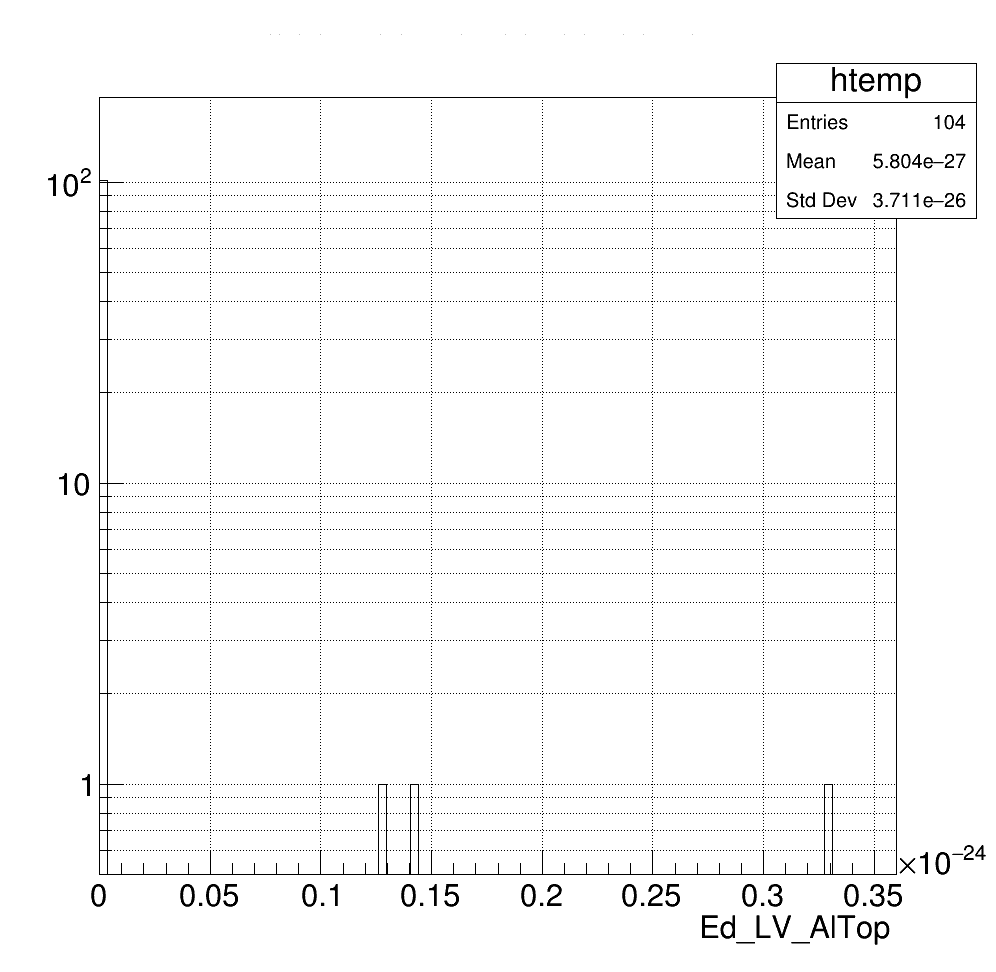 htemp
Entries 104
Mean 5.804e−27
Std Dev 3.711e−26
10²
10
1
0 0.05 0.1 0.15 0.2 0.25 0.3 0.35 ×10⁻²⁴
Ed_LV_AlTop